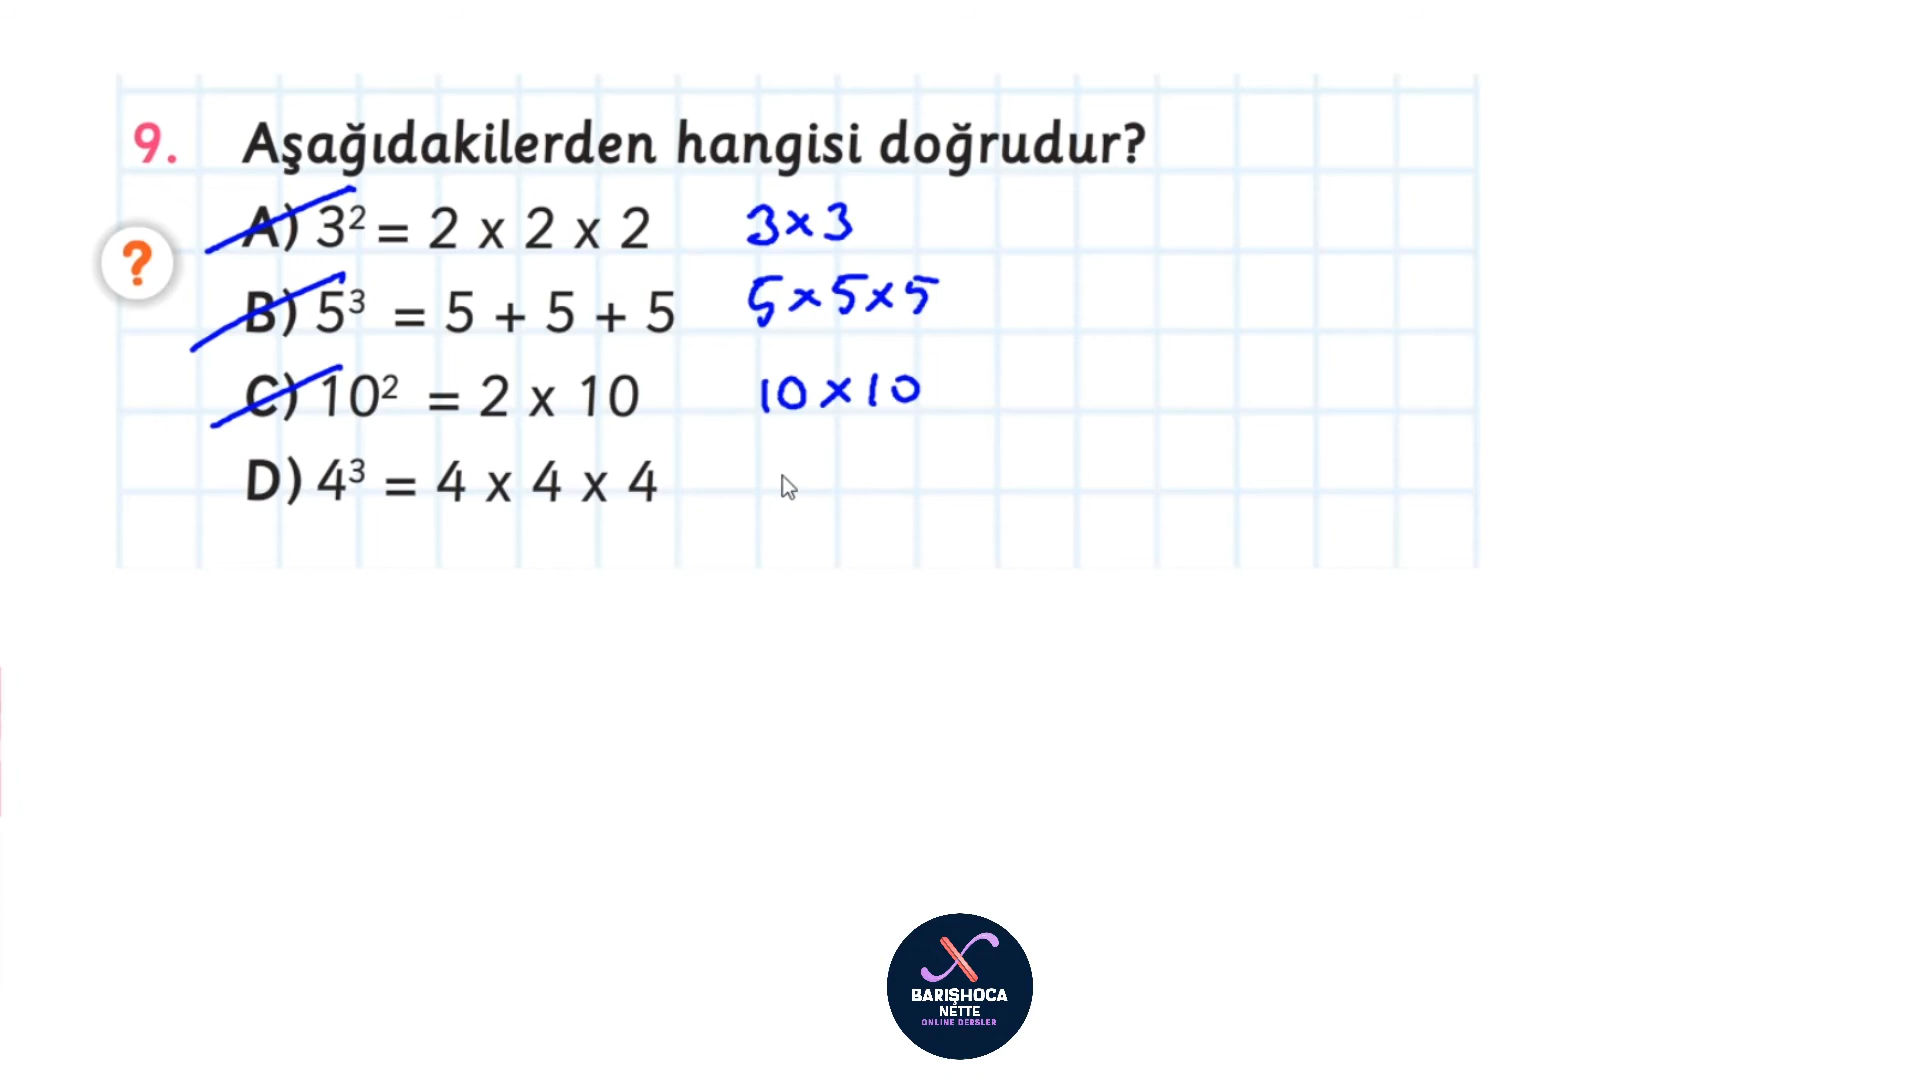 9. Aşağıdakilerden hangisi doğrudur?
A) 3² = 2 x 2 x 2 3x3
? B) 5³ = 5 + 5 + 5 5x5x5
C) 10² = 2 x 10 10x10
D) 4³ = 4 x 4 x 4
BARIŞHOCA
NETTE
ONLINE DERSLER